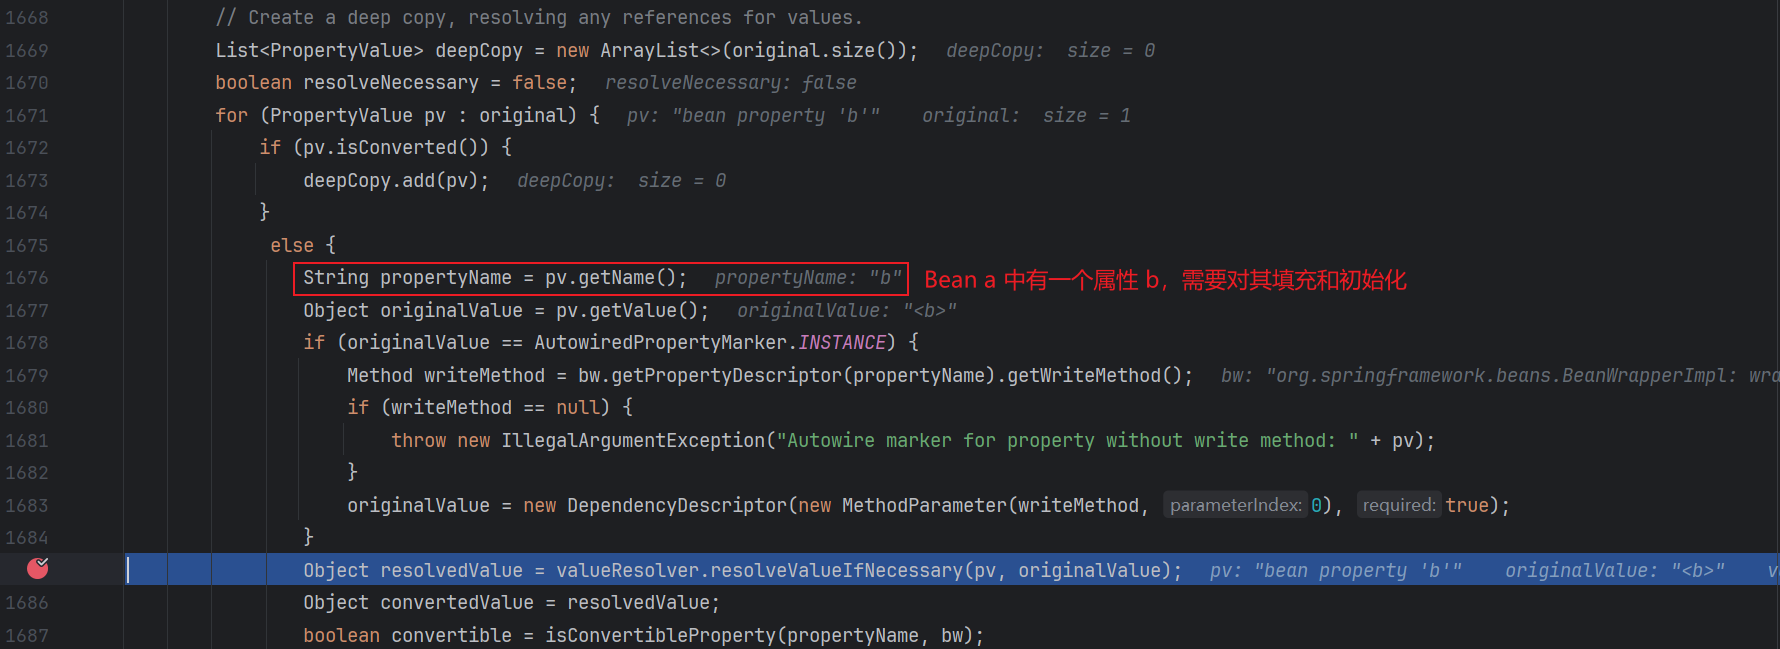 1668 // Create a deep copy, resolving any references for values.
1669 List<PropertyValue> deepCopy = new ArrayList<>(original.size()); deepCopy: size = 0
1670 boolean resolveNecessary = false; resolveNecessary: false
1671 for (PropertyValue pv : original) { pv: "bean property 'b'" original: size = 1
1672 if (pv.isConverted()) {
1673 deepCopy.add(pv); deepCopy: size = 0
1674 }
1675 else {
1676 String propertyName = pv.getName(); propertyName: "b" Bean a 中有一个属性 b，需要对其填充和初始化
1677 Object originalValue = pv.getValue(); originalValue: "<b>"
1678 if (originalValue == AutowiredPropertyMarker.INSTANCE) {
1679 Method writeMethod = bw.getPropertyDescriptor(propertyName).getWriteMethod(); bw: "org.springframework.beans.BeanWrapperImpl: wra
1680 if (writeMethod == null) {
1681 throw new IllegalArgumentException("Autowire marker for property without write method: " + pv);
1682 }
1683 originalValue = new DependencyDescriptor(new MethodParameter(writeMethod, parameterIndex: 0), required: true);
1684 }
Object resolvedValue = valueResolver.resolveValueIfNecessary(pv, originalValue); pv: "bean property 'b'" originalValue: "<b>" v
1686 Object convertedValue = resolvedValue;
1687 boolean convertible = isConvertibleProperty(propertyName, bw);